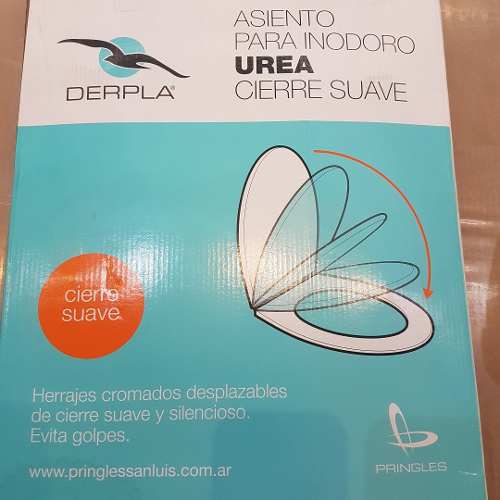 ASIENTO
PARA INODORO
UREA
CIERRE SUAVE
DERPLA®
cierre
suave
Herrajes cromados desplazables
de cierre suave y silencioso.
Evita golpes.
www.pringlessanluis.com.ar
PRINGLES